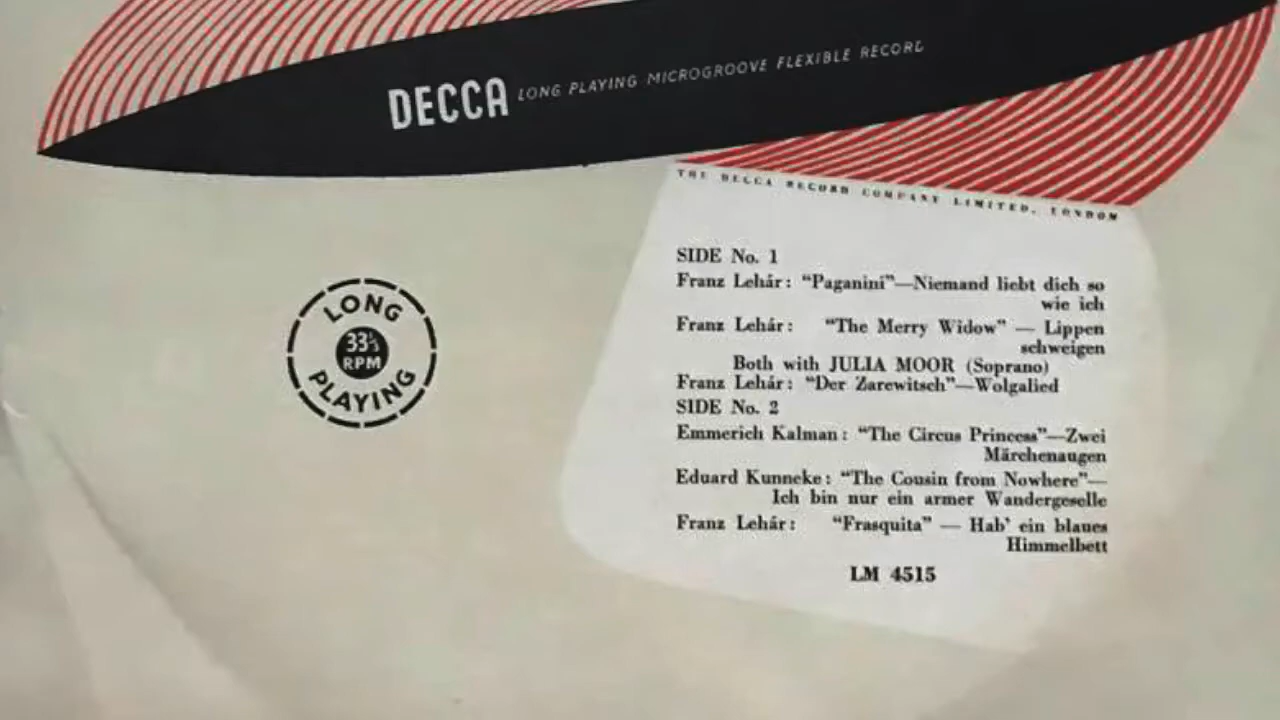 DECCA LONG PLAYING MICROGROOVE FLEXIBLE RECORD
THE DECCA RECORD COMPANY LIMITED, LONDON
SIDE No. 1
Franz Lehár: "Paganini"—Niemand liebt dich so
wie ich
Franz Lehár: "The Merry Widow" — Lippen
schweigen
Both with JULIA MOOR (Soprano)
Franz Lehár: "Der Zarewitsch"—Wolgalied
SIDE No. 2
Emmerich Kalman: "The Circus Princess"—Zwei
Märchenaugen
Eduard Kunneke: "The Cousin from Nowhere"—
Ich bin nur ein armer Wandergeselle
Franz Lehár: "Frasquita" — Hab' ein blaues
Himmelbett
LM 4515
LONG
33⅓
RPM
PLAYING